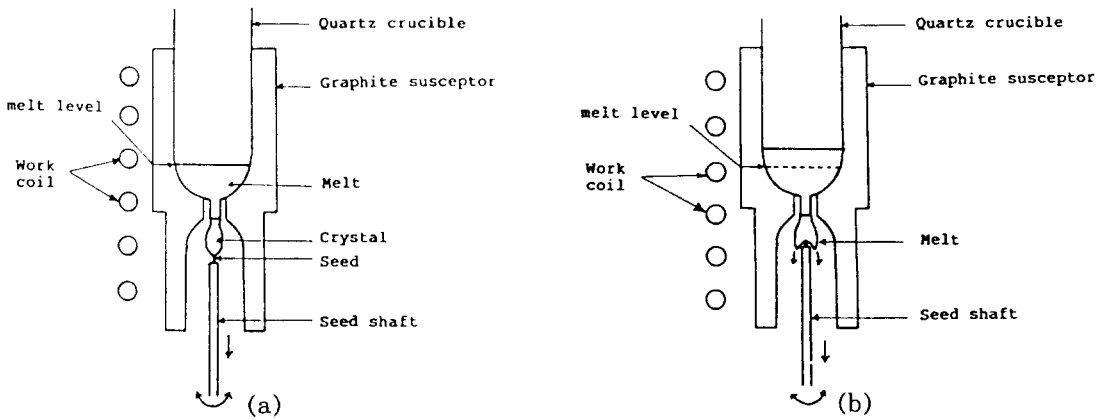 Quartz crucible
Graphite susceptor
melt level
Work
coil
Melt
Crystal
Seed
Seed shaft
(a)
Quartz crucible
Graphite susceptor
melt level
Work
coil
Melt
Seed shaft
(b)